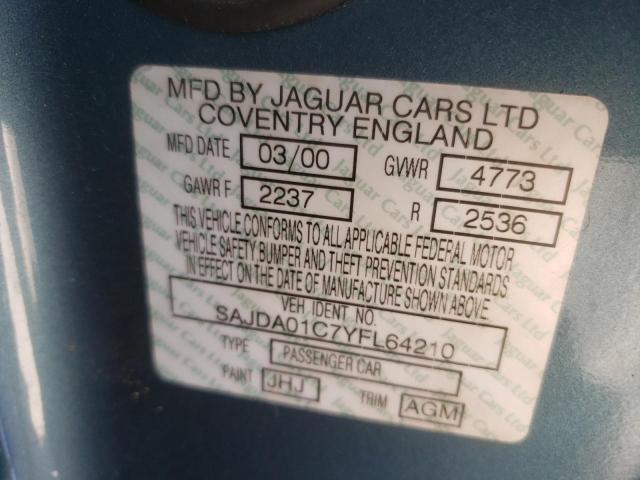 MFD BY JAGUAR CARS LTD
COVENTRY ENGLAND
MFD DATE 03/00 GVWR 4773
GAWR F 2237 R 2536
THIS VEHICLE CONFORMS TO ALL APPLICABLE FEDERAL MOTOR
VEHICLE SAFETY BUMPER AND THEFT PREVENTION STANDARDS
IN EFFECT ON THE DATE OF MANUFACTURE SHOWN ABOVE
VEH IDENT NO.
SAJDA01C7YFL64210
TYPE PASSENGER CAR
PAINT JHJ TRIM AGM